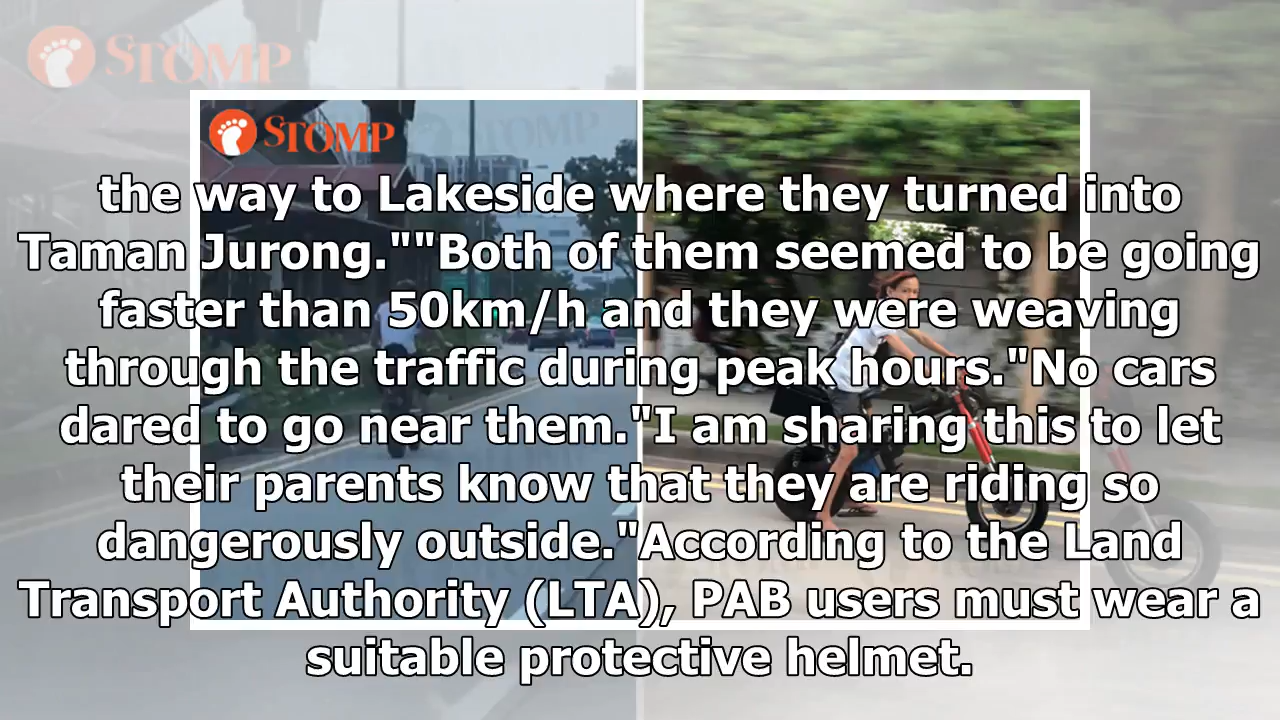 STOMP
STOMP
the way to Lakeside where they turned into
Taman Jurong.""Both of them seemed to be going
faster than 50km/h and they were weaving
through the traffic during peak hours."No cars
dared to go near them."I am sharing this to let
their parents know that they are riding so
dangerously outside."According to the Land
Transport Authority (LTA), PAB users must wear a
suitable protective helmet.